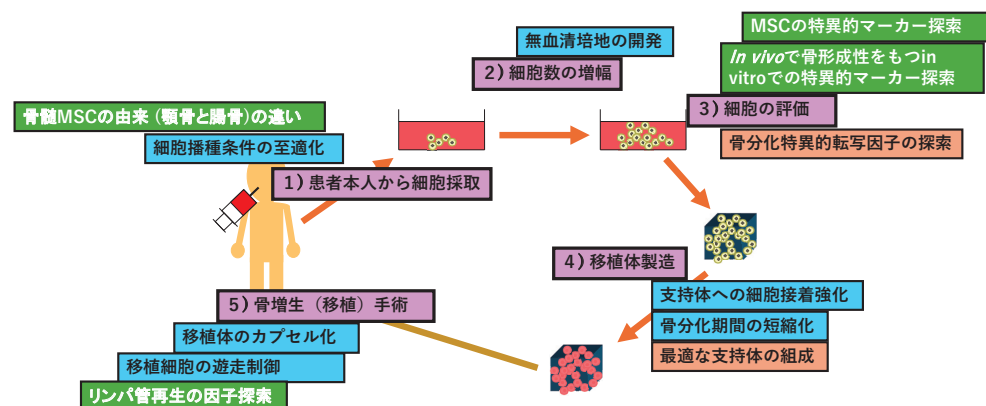 MSCの特異的マーカー探索
無血清培地の開発
In vivoで骨形成性をもつin
vitroでの特異的マーカー探索
2）細胞数の増幅
3）細胞の評価
骨髄MSCの由来（顎骨と腸骨）の違い
骨分化特異的転写因子の探索
細胞播種条件の至適化
1）患者本人から細胞採取
4）移植体製造
支持体への細胞接着強化
5）骨増生（移植）手術
骨分化期間の短縮化
移植体のカプセル化
最適な支持体の組成
移植細胞の遊走制御
リンパ管再生の因子探索